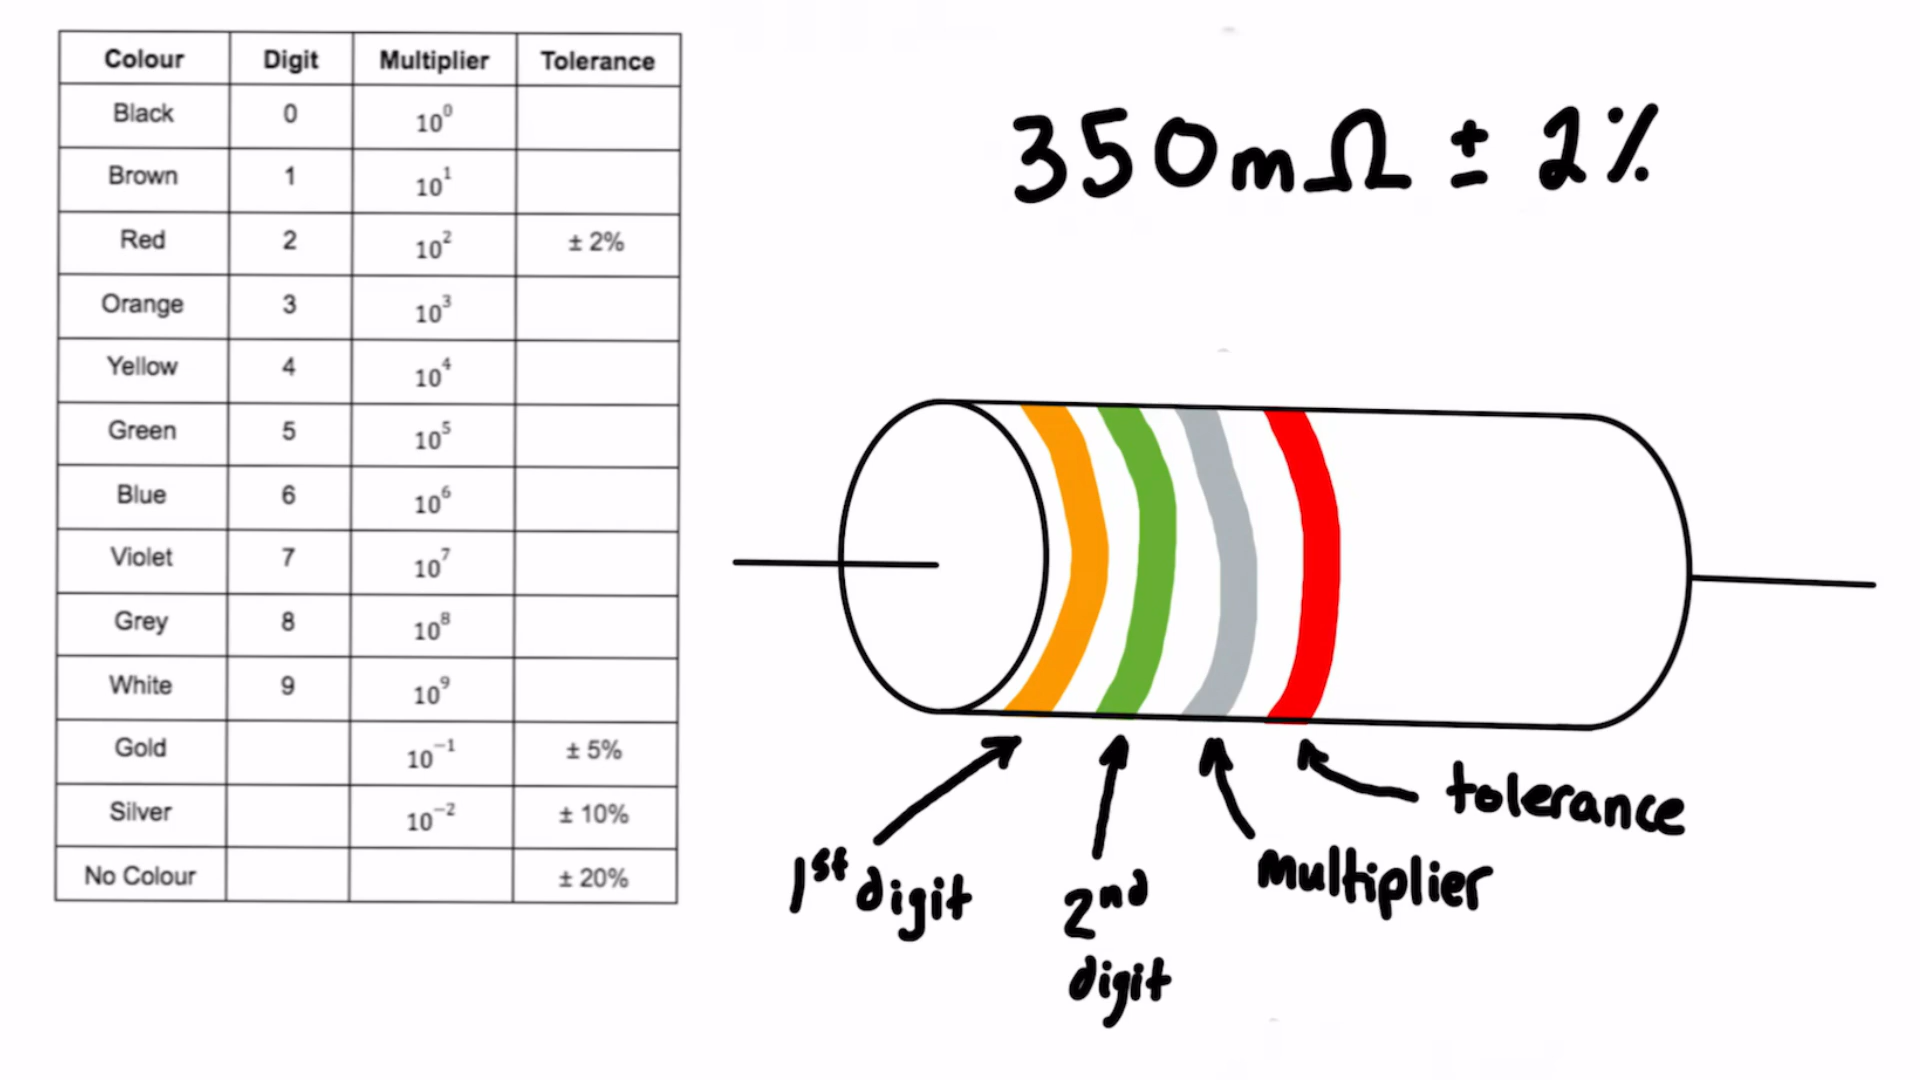 Colour Digit Multiplier Tolerance
Black 0 10⁰
Brown 1 10¹
Red 2 10² ± 2%
Orange 3 10³
Yellow 4 10⁴
Green 5 10⁵
Blue 6 10⁶
Violet 7 10⁷
Grey 8 10⁸
White 9 10⁹
Gold 10⁻¹ ± 5%
Silver 10⁻² ± 10%
No Colour ± 20%
350mΩ ± 2%
1st digit
2nd
digit
multiplier
tolerance